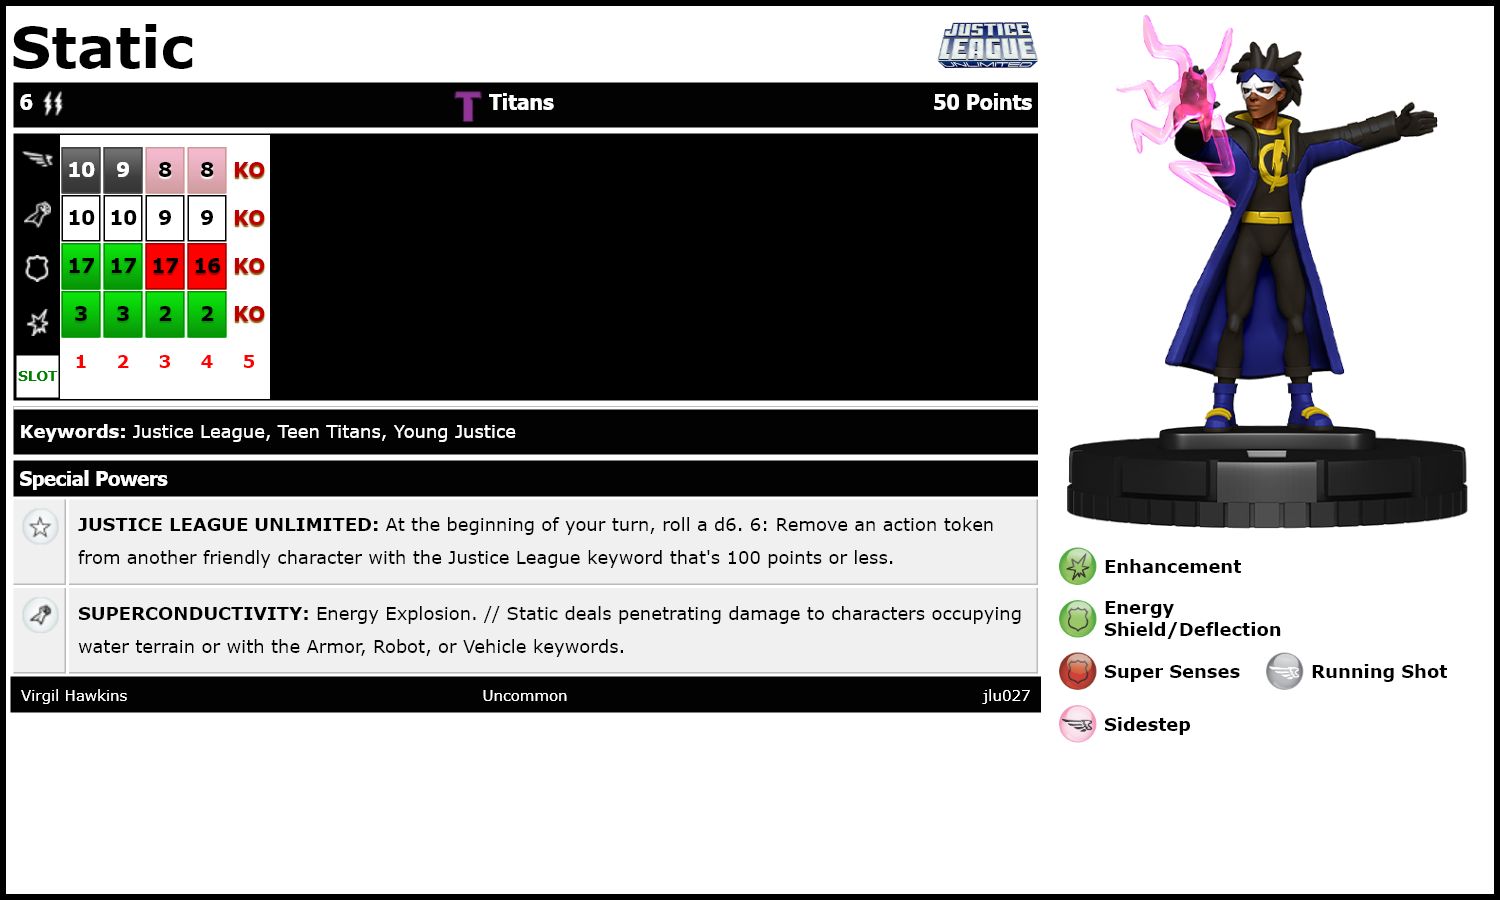 Static
JUSTICE
LEAGUE
UNLIMITED
6
T Titans
50 Points
10 9 8 8 KO
10 10 9 9 KO
17 17 17 16 KO
3 3 2 2 KO
SLOT 1 2 3 4 5
Keywords: Justice League, Teen Titans, Young Justice
Special Powers
JUSTICE LEAGUE UNLIMITED: At the beginning of your turn, roll a d6. 6: Remove an action token
from another friendly character with the Justice League keyword that's 100 points or less.
SUPERCONDUCTIVITY: Energy Explosion. // Static deals penetrating damage to characters occupying
water terrain or with the Armor, Robot, or Vehicle keywords.
Virgil Hawkins
Uncommon
jlu027
Enhancement
Energy
Shield/Deflection
Super Senses
Running Shot
Sidestep